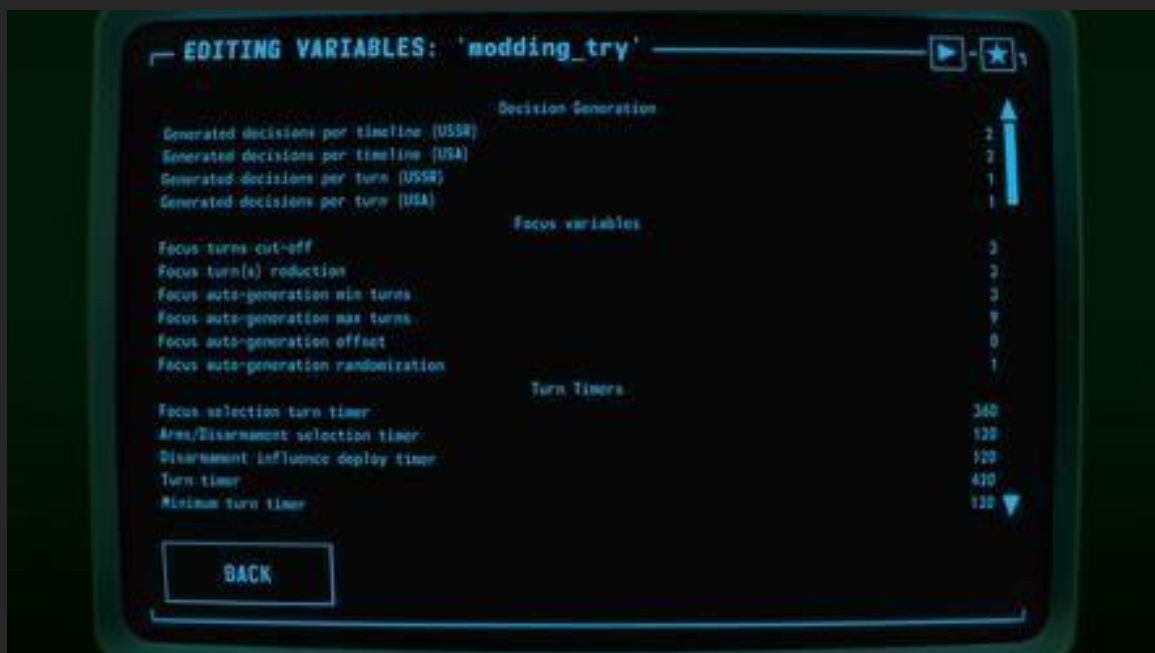 EDITING VARIABLES: 'modding_try'
Decision Generation
Generated decisions per timeline (USSR) 2
Generated decisions per timeline (USA) 3
Generated decisions per turn (USSR) 1
Generated decisions per turn (USA) 1
Focus variables
Focus turns cut-off 3
Focus turn(s) reduction 3
Focus auto-generation min turns 3
Focus auto-generation max turns 9
Focus auto-generation offset 0
Focus auto-generation randomization 1
Turn Timers
Focus selection turn timer 360
Arms/Disarmament selection timer 120
Disarmament influence deploy timer 120
Turn timer 420
Minimum turn timer 120
BACK